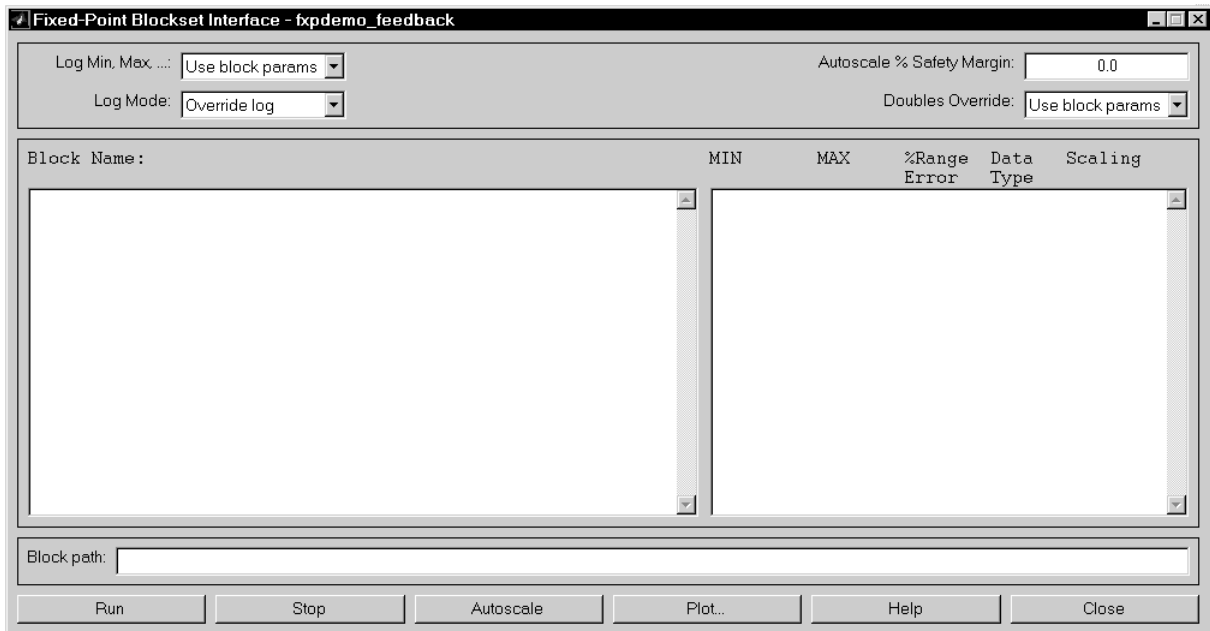 Fixed-Point Blockset Interface - fxpdemo_feedback
Log Min, Max, ...: Use block params
Autoscale % Safety Margin: 0.0
Log Mode: Override log
Doubles Override: Use block params
Block Name: MIN MAX %Range Data Scaling
Error Type
Block path:
Run Stop Autoscale Plot... Help Close